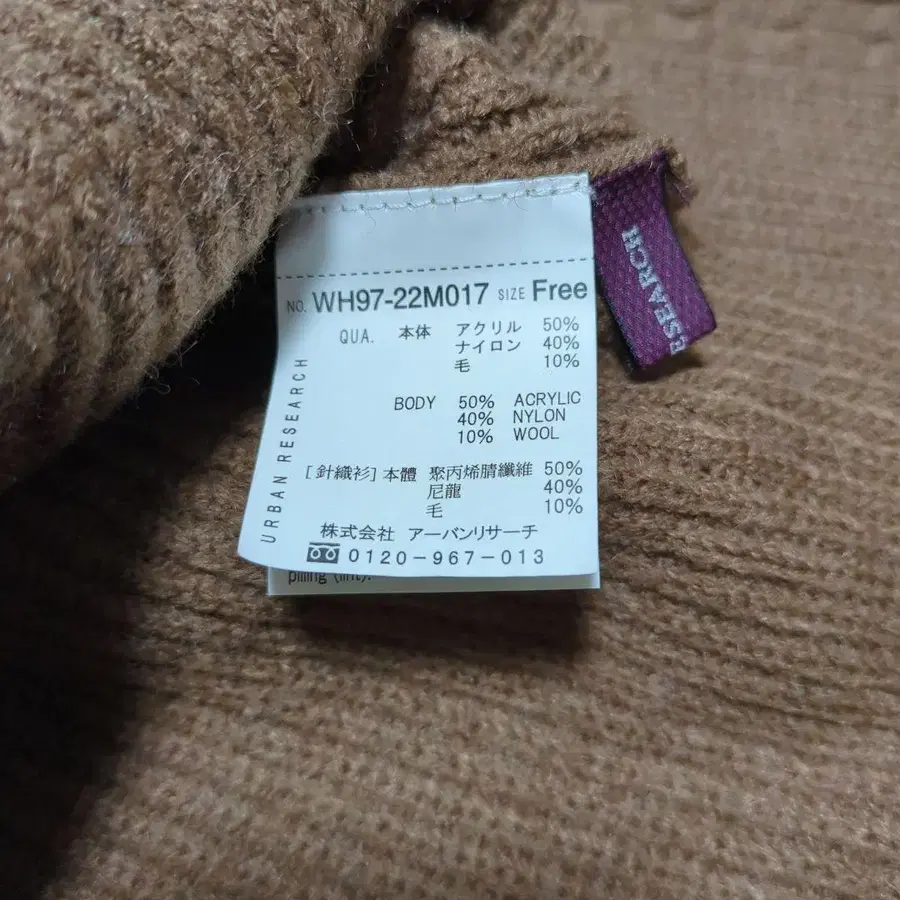 NO. WH97-22M017 SIZE Free
QUA. 本体 アクリル 50%
ナイロン 40%
毛 10%
BODY 50% ACRYLIC
40% NYLON
10% WOOL
[針織衫] 本體 聚丙烯腈纖維 50%
尼龍 40%
毛 10%
株式会社 アーバンリサーチ
0120-967-013
URBAN RESEARCH
ESEARCH
pilling (lint).